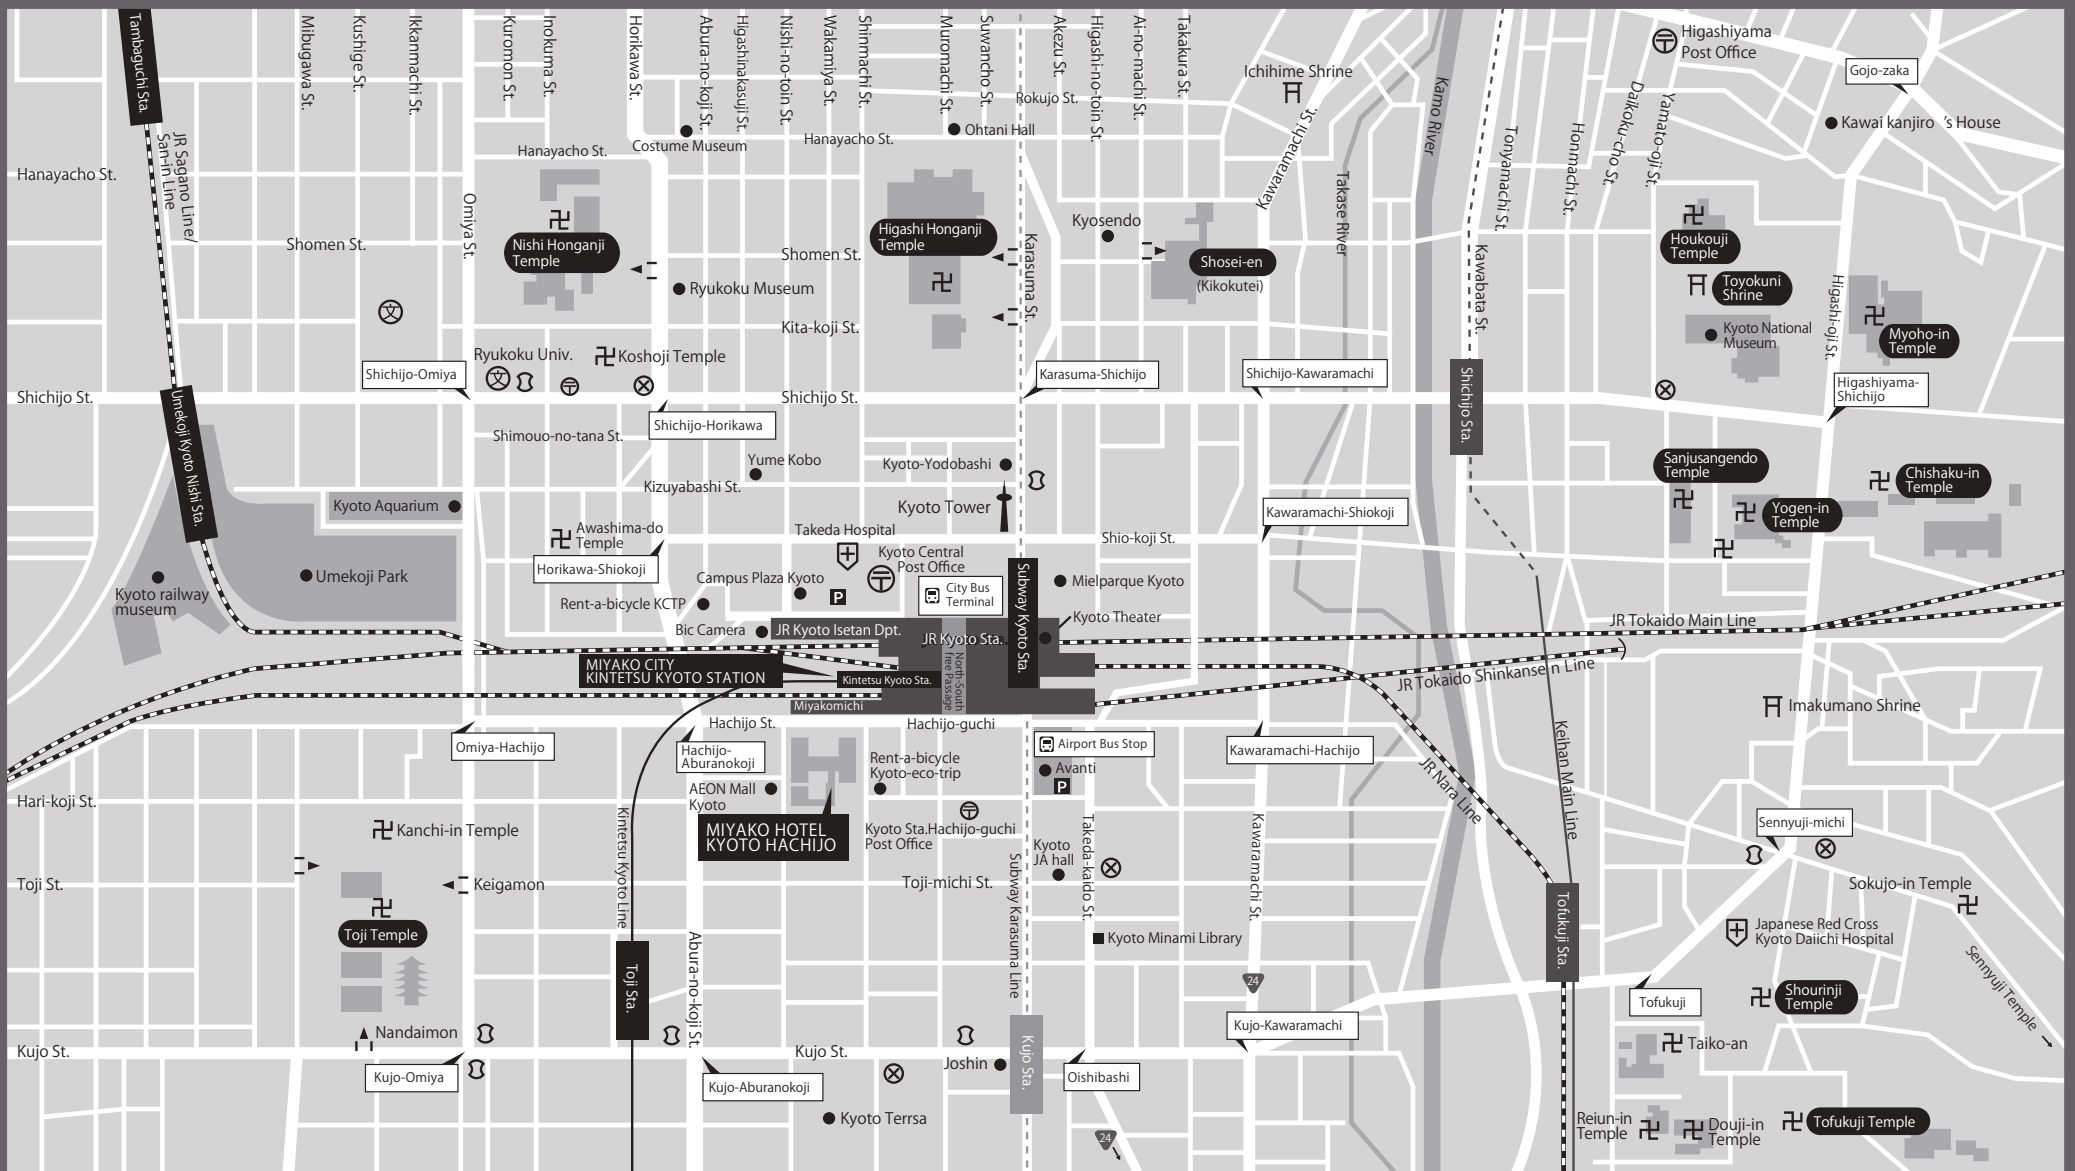 Tambaguchi Sta.
Mibugawa St.
Kushige St.
Ikkanmachi St.
Kuromon St.
Inokuma St.
Horikawa St.
Abura-no-koji St.
Higashinakasuji St.
Nishi-no-toin St.
Wakamiya St.
Shinmachi St.
Muromachi St.
Suwancho St.
Akezu St.
Higashi-no-toin St.
Ai-no-machi St.
Takakura St.
Rokujo St.
Ichihime Shrine
Kawaramachi St.
Kamo River
Higashiyama
Post Office
Gojo-zaka
Daikoku-cho St.
Yamato-oji St.
Honmachi St.
Tonyamachi St.
Kawai kanjiro 's House
JR Sagano Line/
San-in Line
Hanayacho St.
Hanayacho St.
Costume Museum
Hanayacho St.
Ohtani Hall
Takase River
Omiya St.
Shomen St.
Nishi Honganji
Temple
Higashi Honganji
Temple
Shomen St.
Karasuma St.
Kyosendo
Shosei-en
(Kikokutei)
Kawabata St.
Houkouji
Temple
Toyokuni
Shrine
Higashi-oji St.
Ryukoku Museum
文
Kita-koji St.
Kyoto National
Museum
Myoho-in
Temple
Ryukoku Univ.
文
Koshoji Temple
Shichijo-Omiya
Karasuma-Shichijo
Shichijo-Kawaramachi
Shichijo Sta.
Higashiyama-
Shichijo
Shichijo St.
Umekoji Kyoto Nishi Sta.
Shichijo St.
Shichijo-Horikawa
Shimouo-no-tana St.
Yume Kobo
Kyoto-Yodobashi
Sanjusangendo
Temple
Chishaku-in
Temple
Kizuyabashi St.
Kyoto Aquarium
Kyoto Tower
Kawaramachi-Shiokoji
Yogen-in
Temple
Awashima-do
Temple
Takeda Hospital
Shio-koji St.
Kyoto Central
Post Office
Horikawa-Shiokoji
Campus Plaza Kyoto
P
City Bus
Terminal
Subway Kyoto Sta.
Mielparque Kyoto
Kyoto railway
museum
Umekoji Park
Rent-a-bicycle KCTP
Kyoto Theater
Bic Camera
JR Kyoto Isetan Dpt.
JR Kyoto Sta.
JR Tokaido Main Line
MIYAKO CITY
KINTETSU KYOTO STATION
Kintetsu Kyoto Sta.
North-South
free Passage
JR Tokaido Shinkanse n Line
Miyakomichi
Imakumano Shrine
Hachijo St.
Hachijo-guchi
Omiya-Hachijo
Hachijo-
Aburanokoji
Airport Bus Stop
Kawaramachi-Hachijo
Keihan Main Line
Rent-a-bicycle
Kyoto-eco-trip
Avanti
P
JR Nara Line
AEON Mall
Kyoto
Hari-koji St.
Kintetsu Kyoto Line
MIYAKO HOTEL
KYOTO HACHIJO
Kyoto Sta.Hachijo-guchi
Post Office
Takeda-kaido St.
Kawara-machi St.
Sennyuji-michi
Kanchi-in Temple
Kyoto
JA hall
Toji St.
Keigamon
Toji-michi St.
Subway Karasuma Line
Sokujo-in Temple
Tofukuji Sta.
Toji Temple
Toji Sta.
Abura-no-koji St.
Kyoto Minami Library
Japanese Red Cross
Kyoto Daiichi Hospital
Sennyuji Temple
24
Tofukuji
Shourinji
Temple
Nandaimon
Kujo-Kawaramachi
Taiko-an
Kujo St.
Kujo St.
Kujo Sta.
Joshin
Kujo-Omiya
Kujo-Aburanokoji
Oishibashi
Kyoto Terrsa
24
Reiun-in
Temple
Douji-in
Temple
Tofukuji Temple